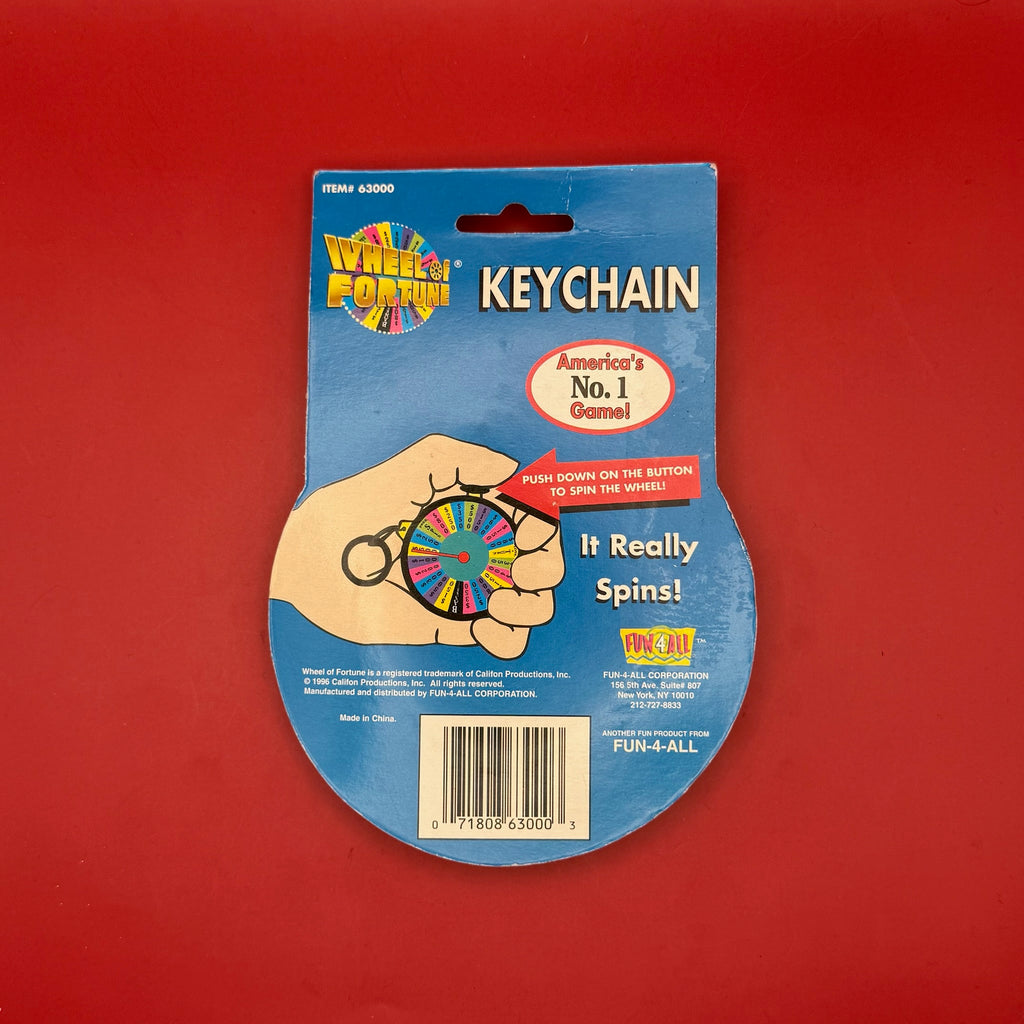 ITEM# 63000
WHEEL OF
FORTUNE®
KEYCHAIN
America's
No. 1
Game!
PUSH DOWN ON THE BUTTON
TO SPIN THE WHEEL!
It Really
Spins!
FUN 4 ALL™
FUN-4-ALL CORPORATION
156 5th Ave. Suite# 807
New York, NY 10010
212-727-8833
Wheel of Fortune is a registered trademark of Califon Productions, Inc.
© 1996 Califon Productions, Inc. All rights reserved.
Manufactured and distributed by FUN-4-ALL CORPORATION.
Made in China.
ANOTHER FUN PRODUCT FROM
FUN-4-ALL
0 71808 63000 3